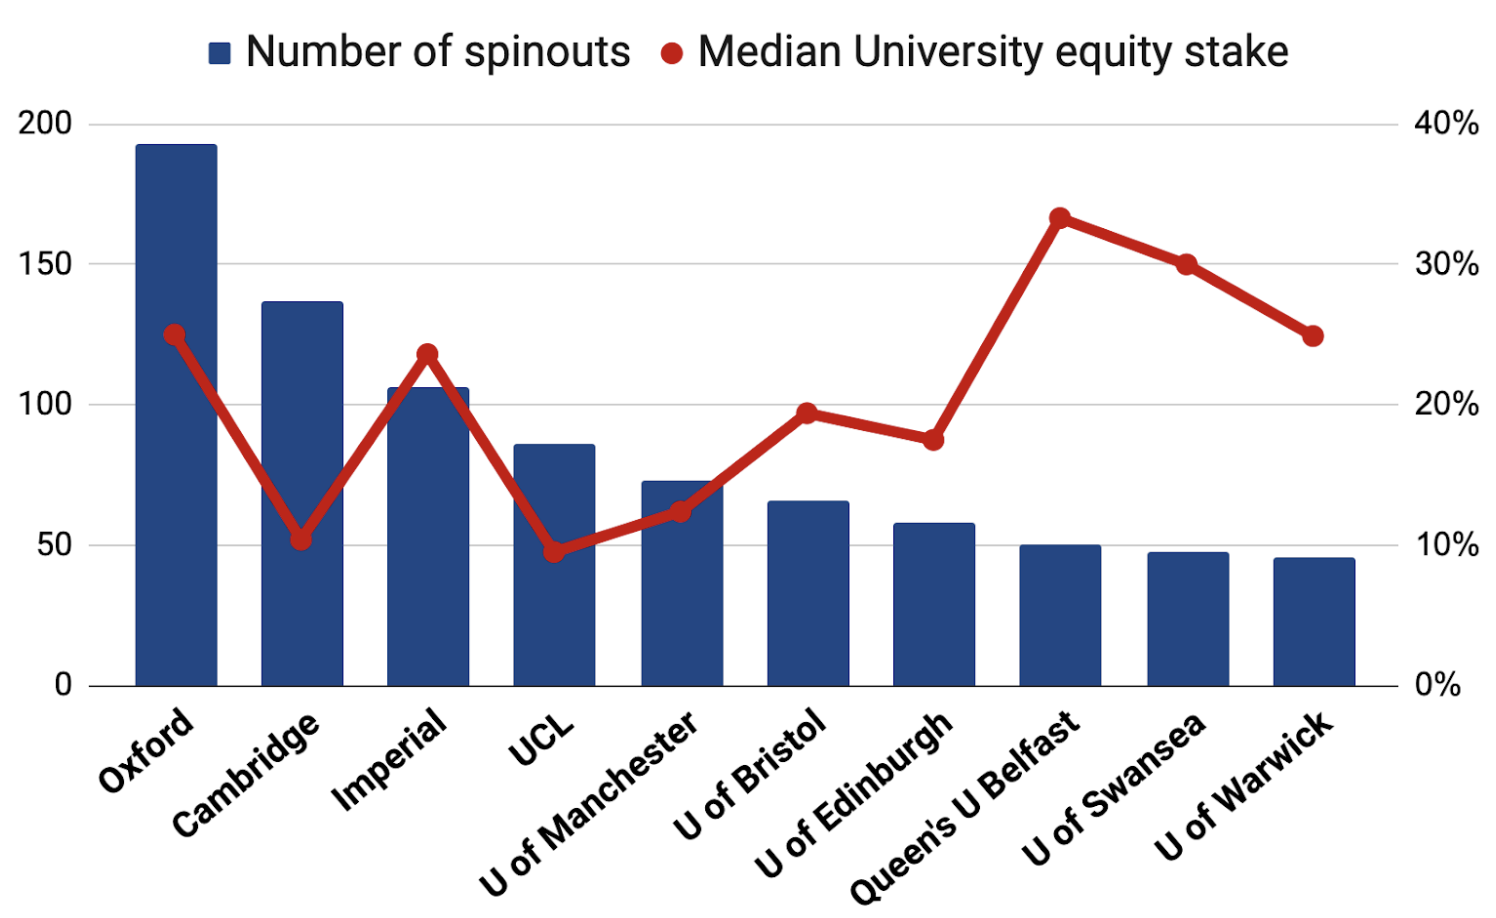 Number of spinouts Median University equity stake
200 40%
150 30%
100 20%
50 10%
0 0%
Oxford
Cambridge
Imperial
UCL
U of Manchester
U of Bristol
U of Edinburgh
Queen's U Belfast
U of Swansea
U of Warwick